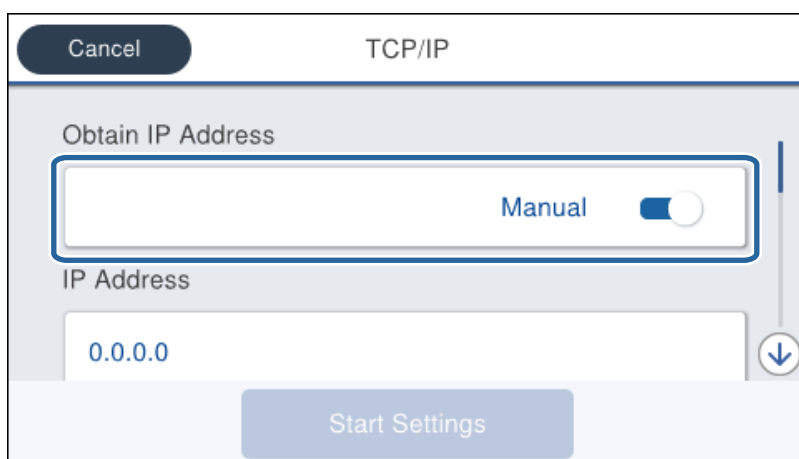 Cancel
TCP/IP
Obtain IP Address
Manual
IP Address
0.0.0.0
Start Settings